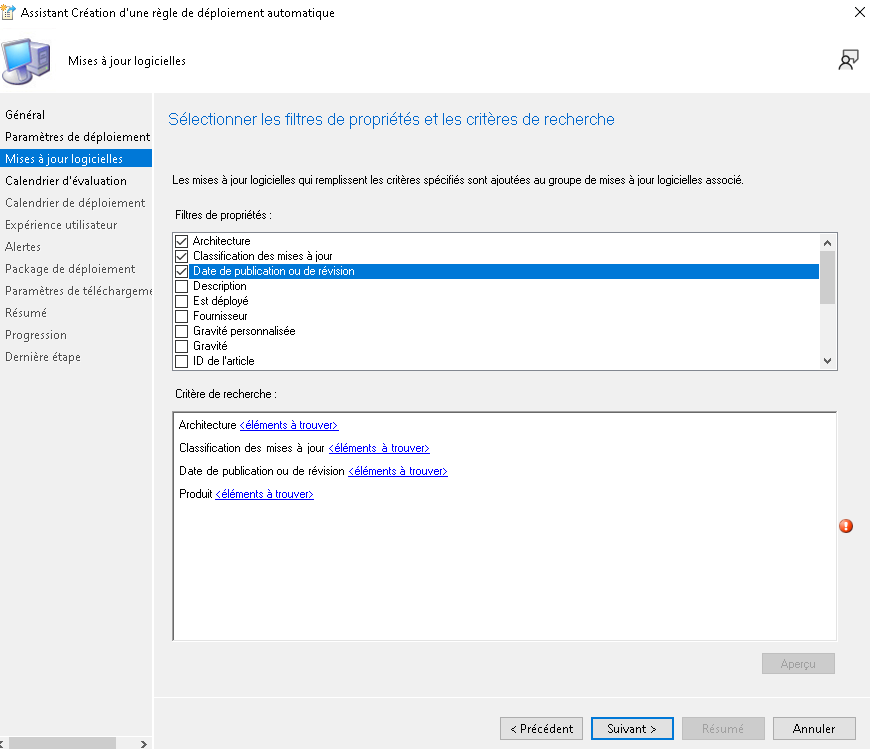 Assistant Création d'une règle de déploiement automatique
Mises à jour logicielles
Général
Paramètres de déploiement
Mises à jour logicielles
Calendrier d'évaluation
Calendrier de déploiement
Expérience utilisateur
Alertes
Package de déploiement
Paramètres de téléchargeme
Résumé
Progression
Dernière étape
Sélectionner les filtres de propriétés et les critères de recherche
Les mises à jour logicielles qui remplissent les critères spécifiés sont ajoutées au groupe de mises à jour logicielles associé.
Filtres de propriétés :
Architecture
Classification des mises à jour
Date de publication ou de révision
Description
Est déployé
Fournisseur
Gravité personnalisée
Gravité
ID de l'article
Critère de recherche :
Architecture <éléments à trouver>
Classification des mises à jour <éléments à trouver>
Date de publication ou de révision <éléments à trouver>
Produit <éléments à trouver>
Aperçu
< Précédent
Suivant >
Résumé
Annuler